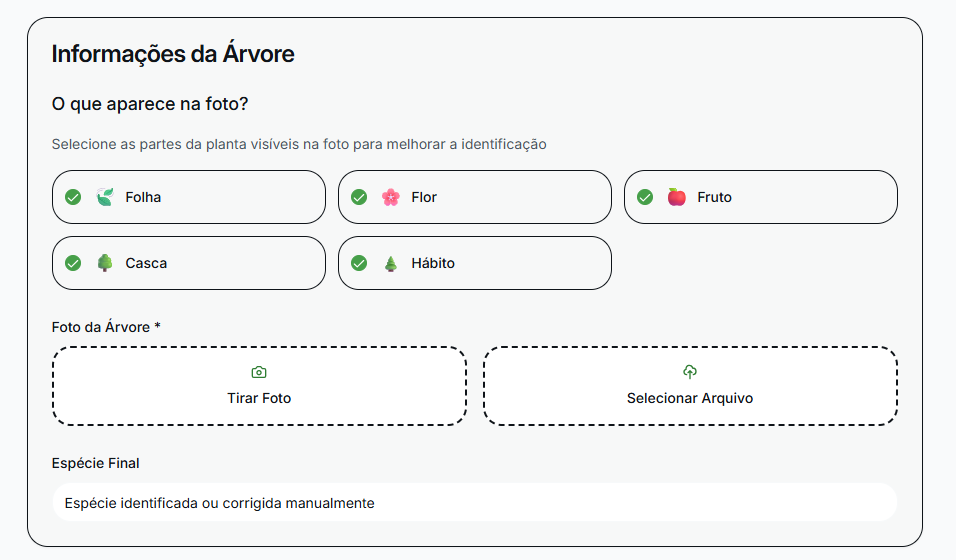 Informações da Árvore
O que aparece na foto?
Selecione as partes da planta visíveis na foto para melhorar a identificação
Folha
Flor
Fruto
Casca
Hábito
Foto da Árvore *
Tirar Foto
Selecionar Arquivo
Espécie Final
Espécie identificada ou corrigida manualmente